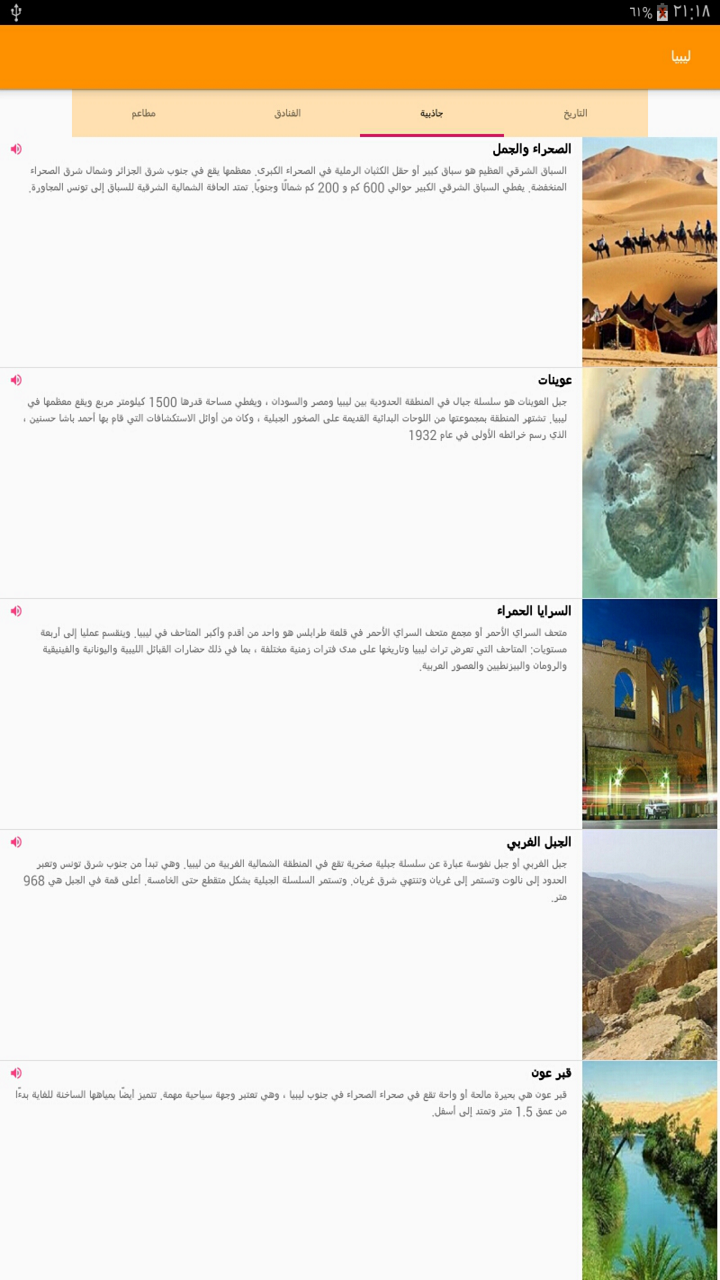 ٢١:١٨ ٦١%
ليبيا
التاريخ
جاذبية
الفنادق
مطاعم
الصحراء والجمل
السباق الشرقي العظيم هو سباق كبير أو حقل الكثبان الرملية في الصحراء الكبرى. معظمها يقع في جنوب شرق الجزائر وشمال شرق الصحراء
المنخفضة. يغطي السباق الشرقي الكبير حوالي 600 كم و 200 كم شمالًا وجنوبًا. تمتد الحافة الشمالية الشرقية للسباق إلى تونس المجاورة.
عوينات
جبل العوينات هو سلسلة جبال في المنطقة الحدودية بين ليبيا ومصر والسودان ، ويغطي مساحة قدرها 1500 كيلومتر مربع ويقع معظمها في
ليبيا. تشتهر المنطقة بمجموعتها من اللوحات البدائية القديمة على الصخور الجبلية ، وكان من أوائل الاستكشافات التي قام بها أحمد باشا حسنين ،
الذي رسم خرائطه الأولى في عام 1932
السرايا الحمراء
متحف السراي الأحمر أو مجمع متحف السراي الأحمر في قلعة طرابلس هو واحد من أقدم وأكبر المتاحف في ليبيا. وينقسم عمليا إلى أربعة
مستويات: المتاحف التي تعرض تراث ليبيا وتاريخها على مدى فترات زمنية مختلفة ، بما في ذلك حضارات القبائل الليبية واليونانية والفينيقية
والرومان والبيزنطيين والعصور العربية.
الجبل الغربي
جبل الغربي أو جبل نفوسة عبارة عن سلسلة جبلية صخرية تقع في المنطقة الشمالية الغربية من ليبيا. وهي تبدأ من جنوب شرق تونس وتعبر
الحدود إلى نالوت وتستمر إلى غريان وتنتهي شرق غريان. وتستمر السلسلة الجبلية بشكل متقطع حتى الخامسة. أعلى قمة في الجبل هي 968
متر.
قبر عون
قبر عون هي بحيرة مالحة أو واحة تقع في صحراء الصحراء في جنوب ليبيا ، وهي تعتبر وجهة سياحية مهمة. تتميز أيضًا بمياهها الساخنة للغاية بدءًا
من عمق 1.5 متر وتمتد إلى أسفل.